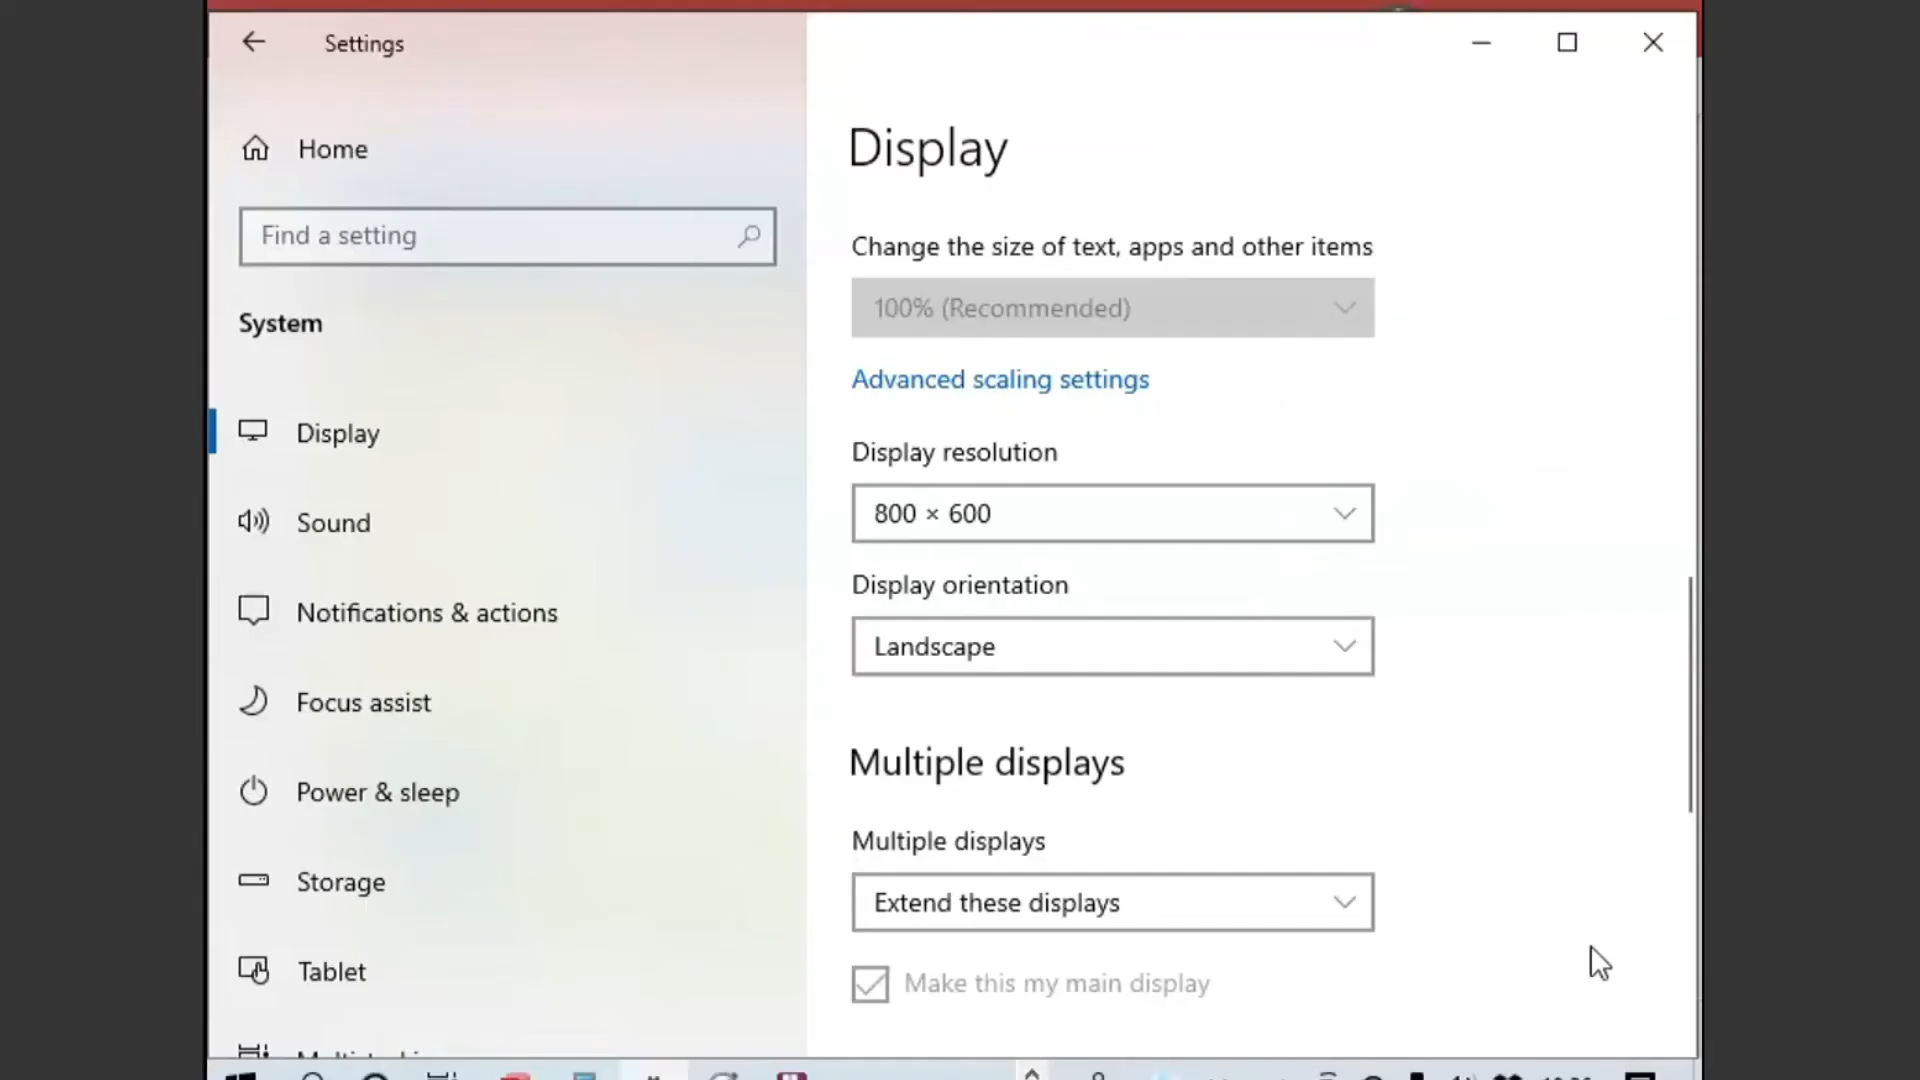 Settings
Home
Find a setting
System
Display
Sound
Notifications & actions
Focus assist
Power & sleep
Storage
Tablet
Display
Change the size of text, apps and other items
100% (Recommended)
Advanced scaling settings
Display resolution
800 × 600
Display orientation
Landscape
Multiple displays
Multiple displays
Extend these displays
Make this my main display